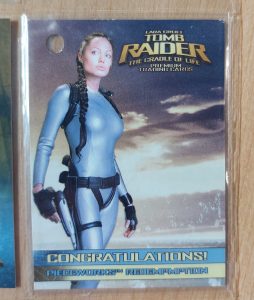 LARA CROFT
TOMB
RAIDER
THE CRADLE OF LIFE
PREMIUM
TRADING CARDS
CONGRATULATIONS!
PIECEWORKS™ REDEMPTION